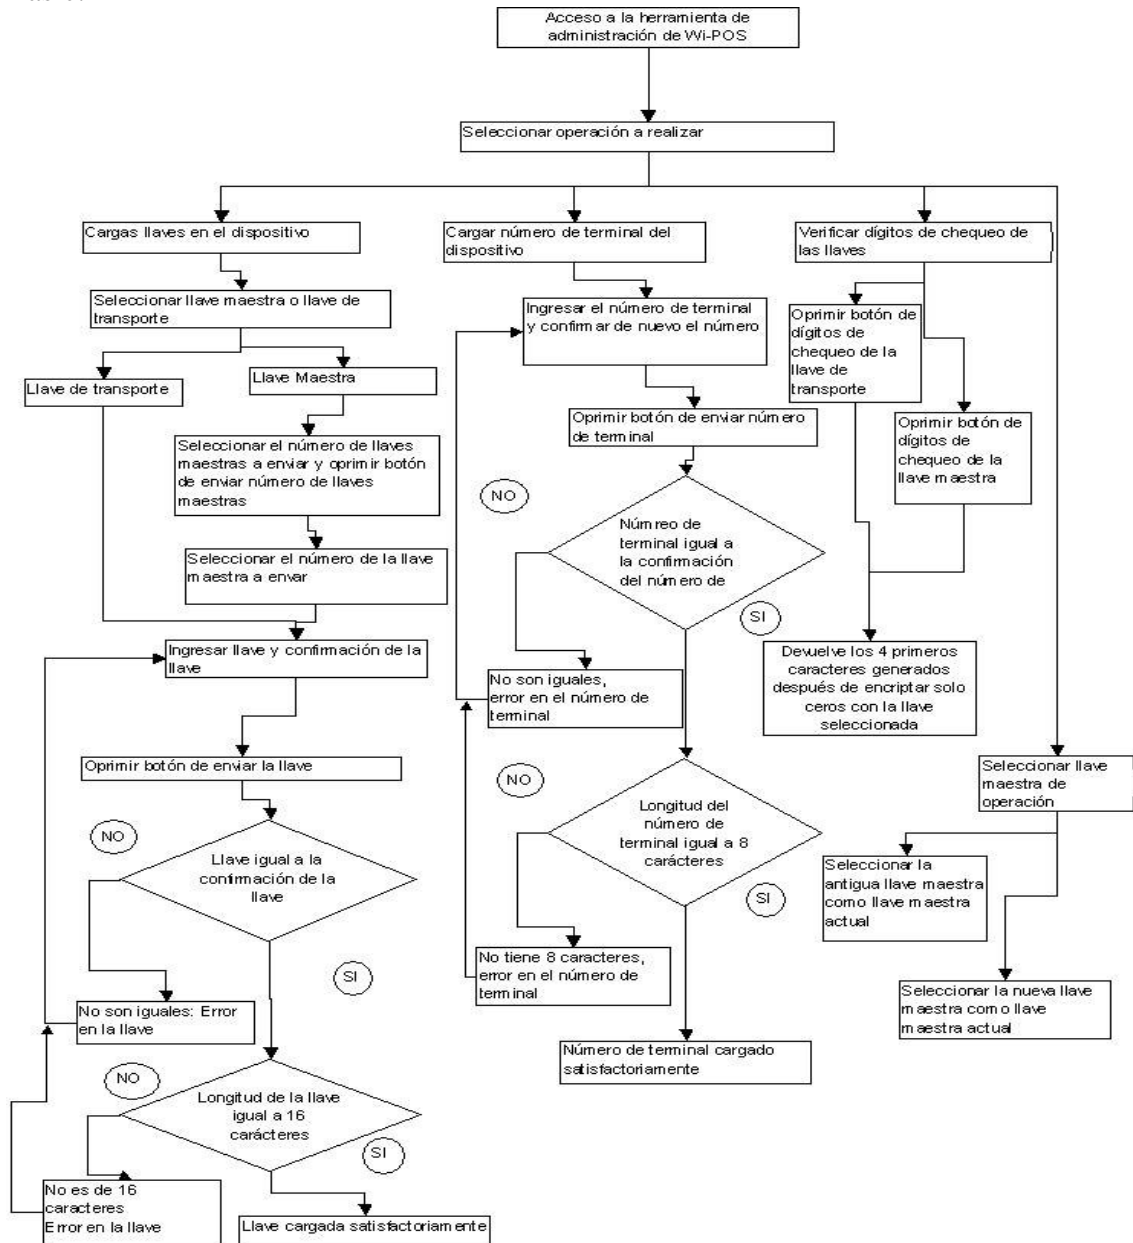 Acceso a la herramienta de
administración de Wi-POS
Seleccionar operación a realizar
Cargas llaves en el dispositivo
Cargar número de terminal del
dispositivo
Verificar dígitos de chequeo de
las llaves
Seleccionar llave maestra o llave de
transporte
Ingresar el número de terminal
y confirmar de nuevo el número
Oprimir botón de
dígitos de
chequeo de la
llave de
transporte
Llave de transporte
Llave Maestra
Oprimir botón de enviar número
de terminal
Oprimir botón de
dígitos de
chequeo de la
llave maestra
Seleccionar el número de llaves
maestras a enviar y oprimir botón
de enviar número de llaves
maestras
NO
Númreo de
terminal igual a
la confirmación
del número de
Seleccionar el número de la llave
maestra a envar
SI
Ingresar llave y confirmación de la
llave
No son iguales,
error en el número de
terminal
Devuelve los 4 primeros
caracteres generados
después de encriptar solo
ceros con la llave
seleccionada
Oprimir botón de enviar la llave
NO
Longitud del
número de
terminal igual a 8
carácteres
Seleccionar llave
maestra de
operación
NO
Llave igual a la
confirmación de la
llave
SI
Seleccionar la
antigua llave maestra
como llave maestra
actual
SI
No tiene 8 caracteres,
error en el número de
terminal
Seleccionar la nueva llave
maestra como llave
maestra actual
No son iguales: Error
en la llave
Número de terminal cargado
satisfactoriamente
NO
Longitud de la llave
igual a 16
carácteres
SI
No es de 16
caracteres
Error en la llave
Llave cargada satisfactoriamente